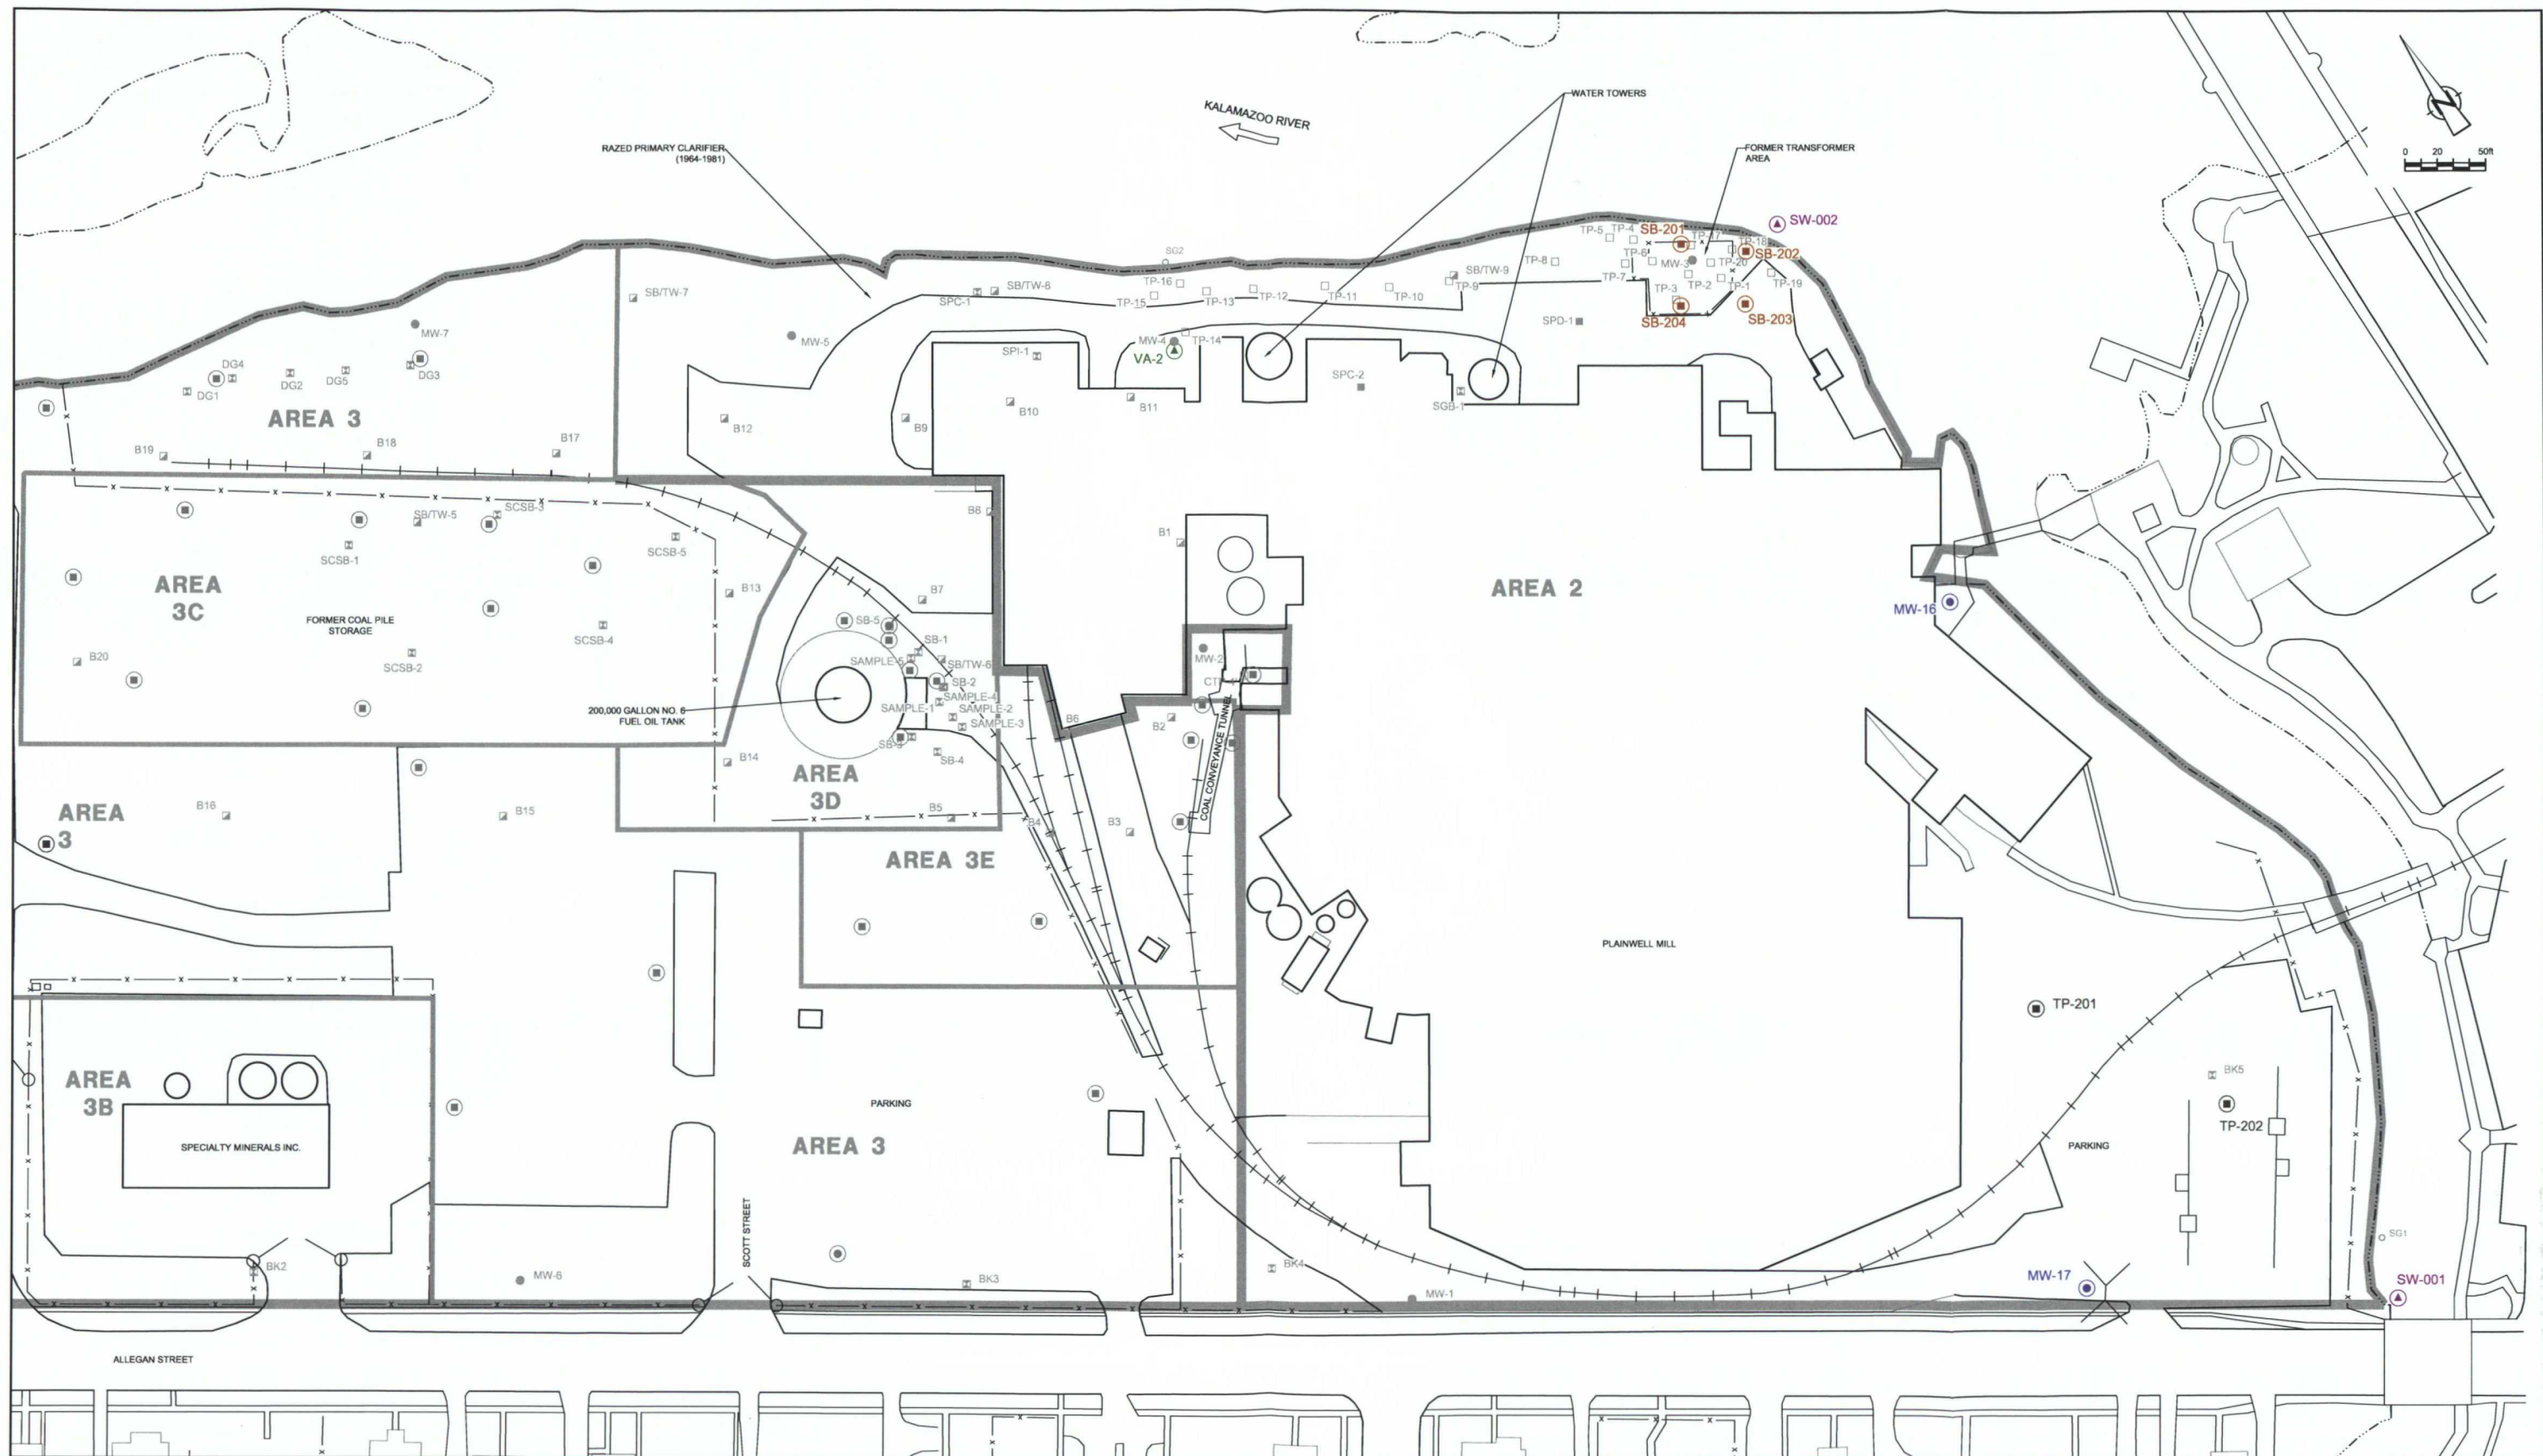 KALAMAZOO RIVER
WATER TOWERS
RAZED PRIMARY CLARIFIER
(1964-1981)
FORMER TRANSFORMER
AREA
N
0 20 50ft
SW-002
SB-201
SB-202
SB-203
SB-204
TP-5
TP-4
TP-17
TP-18
TP-6
MW-3
TP-20
TP-8
TP-7
TP-3
TP-2
TP-1
TP-19
SG2
SB/TW-9
TP-9
TP-16
TP-15
TP-13
TP-12
TP-11
TP-10
SPC-1
SB/TW-8
SB/TW-7
SPD-1
MW-7
MW-5
MW-4
TP-14
VA-2
SPI-1
SPC-2
SGB-1
DG4
DG1
DG2
DG5
DG3
AREA 3
B12
B9
B10
B11
B19
B18
B17
SB/TW-5
SCSB-3
SCSB-1
SCSB-5
B8
B1
AREA
3C
FORMER COAL PILE
STORAGE
B13
B7
AREA 2
MW-16
SCSB-4
SCSB-2
B20
SB-5
SB-1
SAMPLE-5
SB/TW-6
SB-2
SAMPLE-4
SAMPLE-1
SAMPLE-2
SAMPLE-3
SB-3
SB-4
200,000 GALLON NO. 6
FUEL OIL TANK
MW-2
B6
B2
COAL CONVEYANCE TUNNEL
B14
AREA
3D
B5
B4
B3
AREA
3
B16
B15
AREA 3E
PLAINWELL MILL
TP-201
BK5
TP-202
AREA
3B
SPECIALTY MINERALS INC.
PARKING
AREA 3
PARKING
SCOTT STREET
BK2
MW-6
BK3
BK4
MW-1
MW-17
SG1
SW-001
ALLEGAN STREET